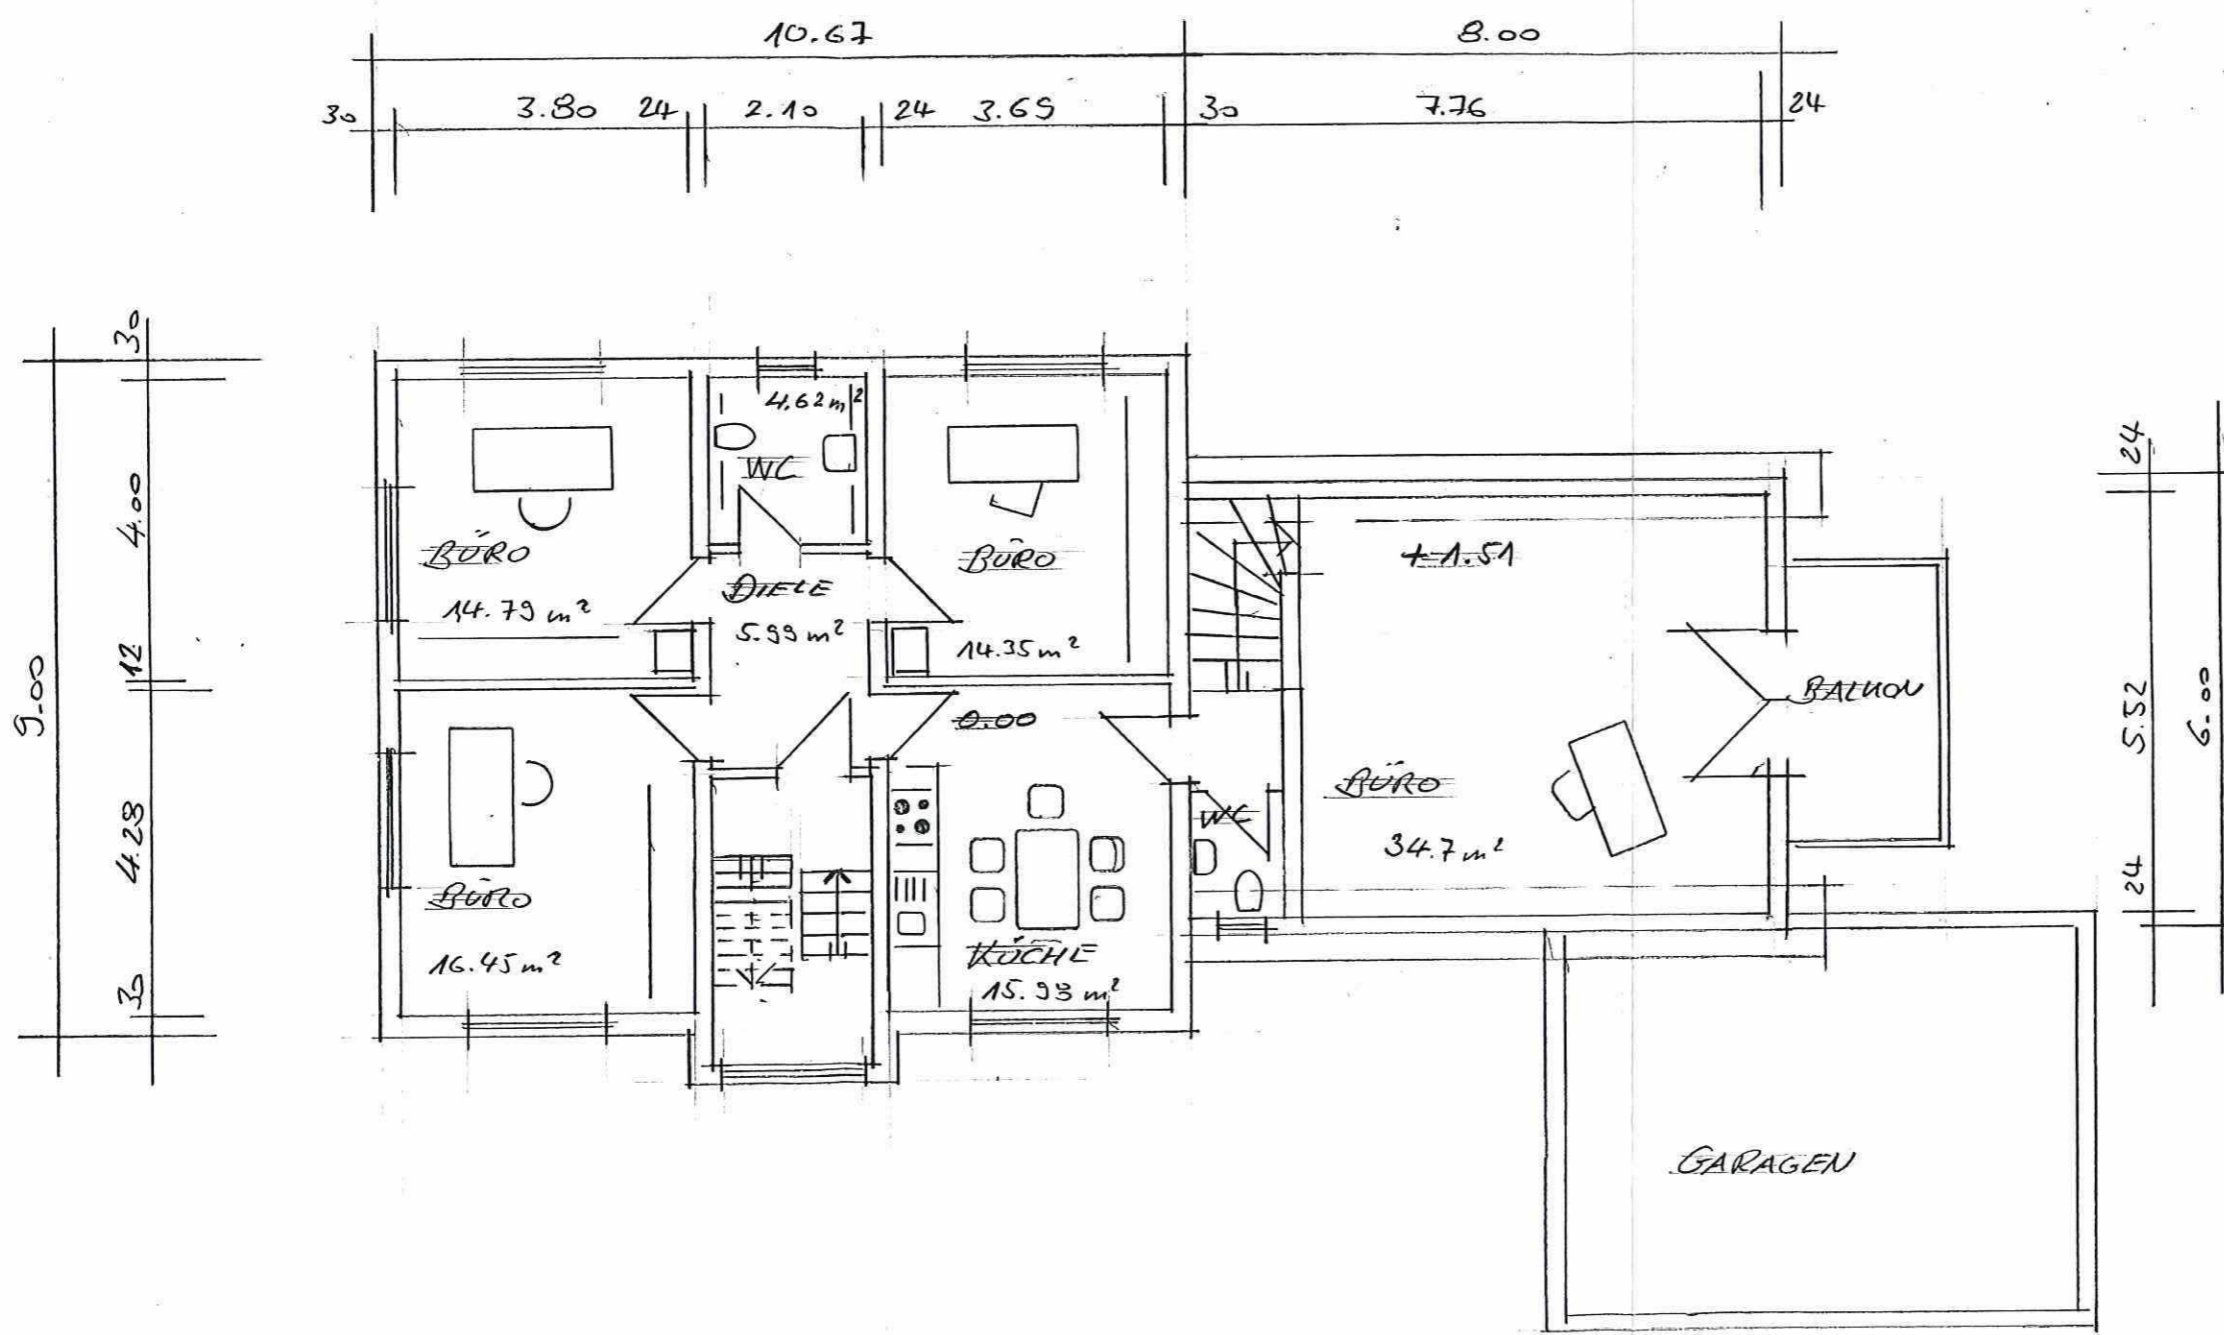 10.67 8.00
30 3.80 24 2.10 24 3.69 30 7.76 24
30
4.00
12
4.28
30
9.00
24
5.52
24
6.00
4.62 m²
WC
BÜRO
14.79 m²
DIELE
5.99 m²
BÜRO
14.35 m²
+1.51
BALKON
0.00
BÜRO
34.7 m²
WC
BÜRO
16.45 m²
KÜCHE
15.93 m²
GARAGEN